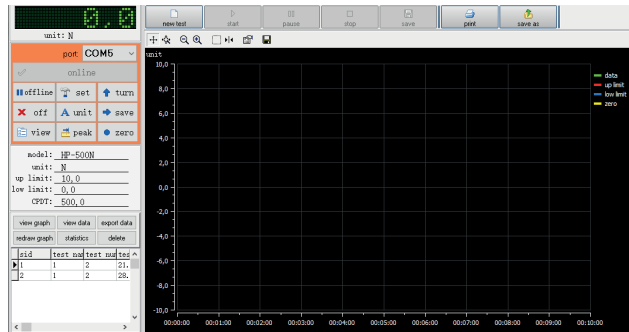 0.0
unit: N
port COM5
online
offline set turn
off unit save
view peak zero
model: HP-500N
unit: N
up limit: 10,0
low limit: 0,0
CPDT: 500,0
view graph view data export data
redraw graph statistics delete
sid test nam test num tes
1 1 2 21.
2 1 2 28.
new test start pause stop save print save as
unit
10,0
8,0
6,0
4,0
2,0
0,0
-2,0
-4,0
-6,0
-8,0
-10,0
00:00:00 00:01:00 00:02:00 00:03:00 00:04:00 00:05:00 00:06:00 00:07:00 00:08:00 00:09:00 00:10:00
data
up limit
low limit
zero